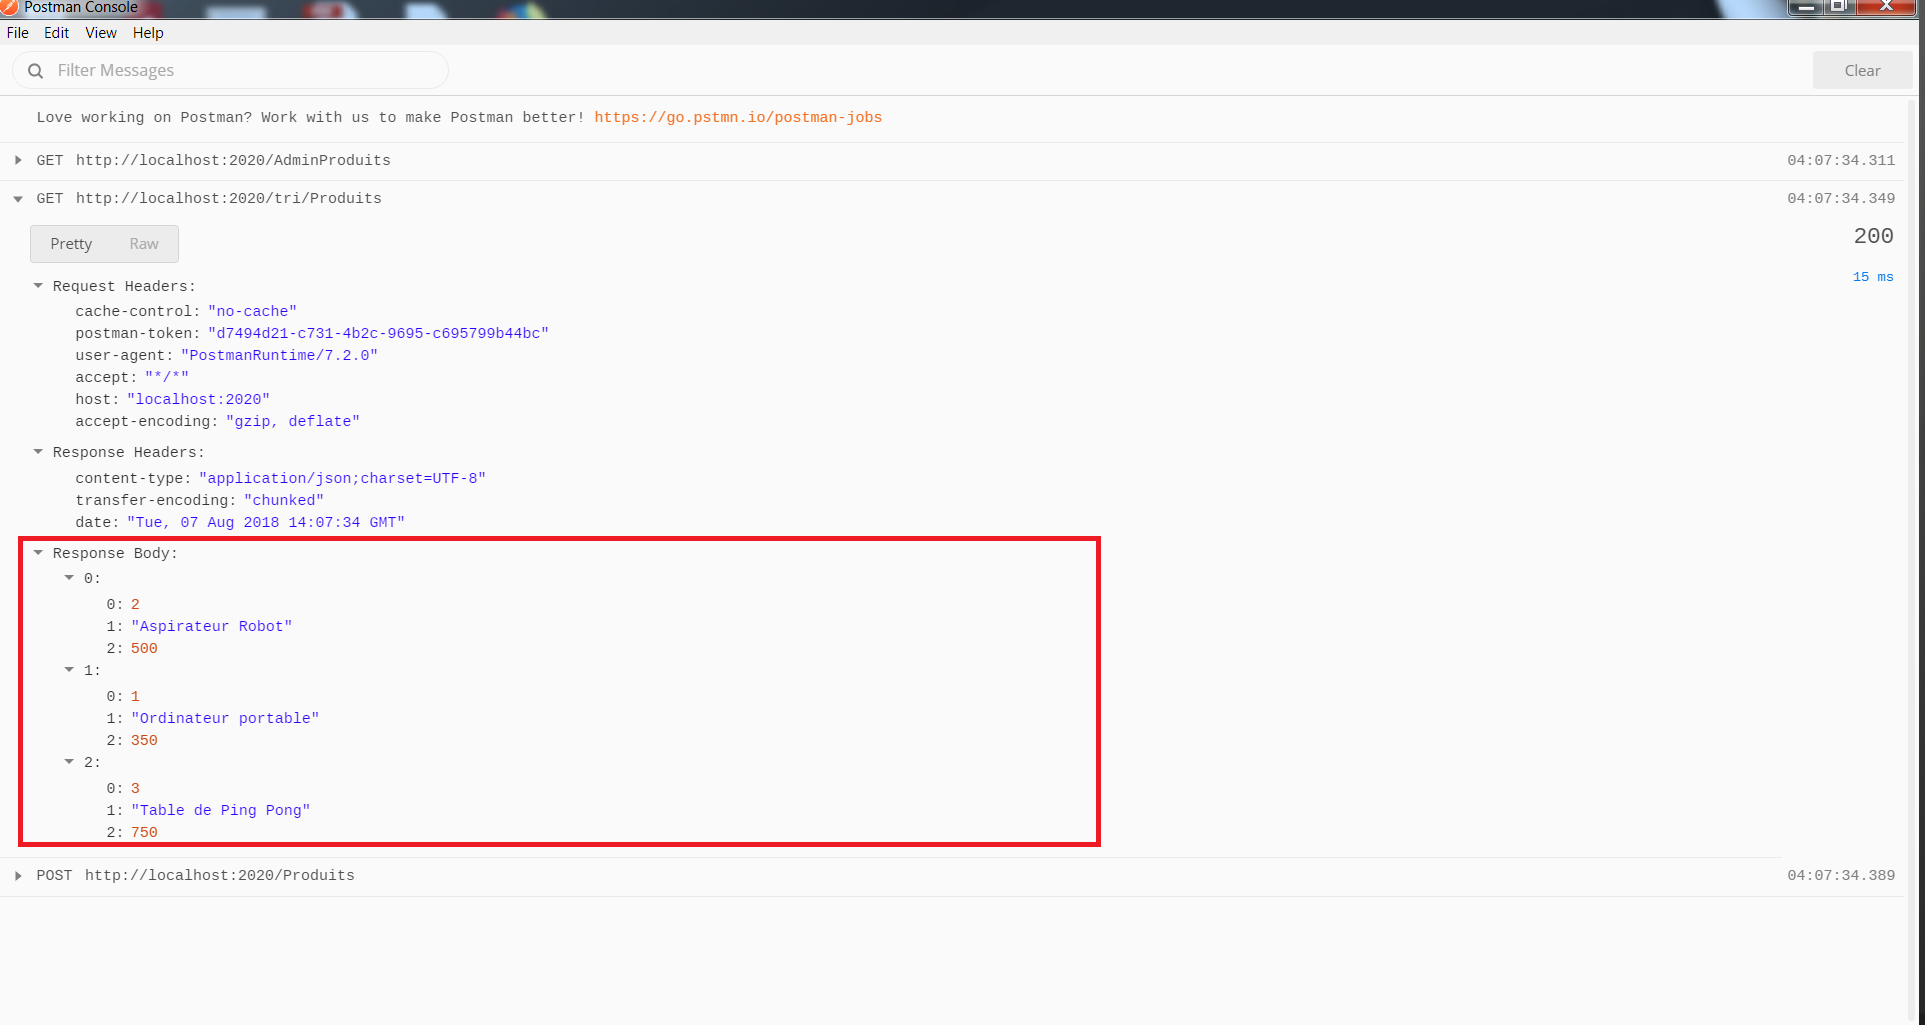 Postman Console
File Edit View Help
Filter Messages
Clear
Love working on Postman? Work with us to make Postman better! https://go.pstmn.io/postman-jobs
GET http://localhost:2020/AdminProduits 04:07:34.311
GET http://localhost:2020/tri/Produits 04:07:34.349
Pretty Raw
200
15 ms
Request Headers:
cache-control: "no-cache"
postman-token: "d7494d21-c731-4b2c-9695-c695799b44bc"
user-agent: "PostmanRuntime/7.2.0"
accept: "*/*"
host: "localhost:2020"
accept-encoding: "gzip, deflate"
Response Headers:
content-type: "application/json;charset=UTF-8"
transfer-encoding: "chunked"
date: "Tue, 07 Aug 2018 14:07:34 GMT"
Response Body:
0:
0: 2
1: "Aspirateur Robot"
2: 500
1:
0: 1
1: "Ordinateur portable"
2: 350
2:
0: 3
1: "Table de Ping Pong"
2: 750
POST http://localhost:2020/Produits 04:07:34.389